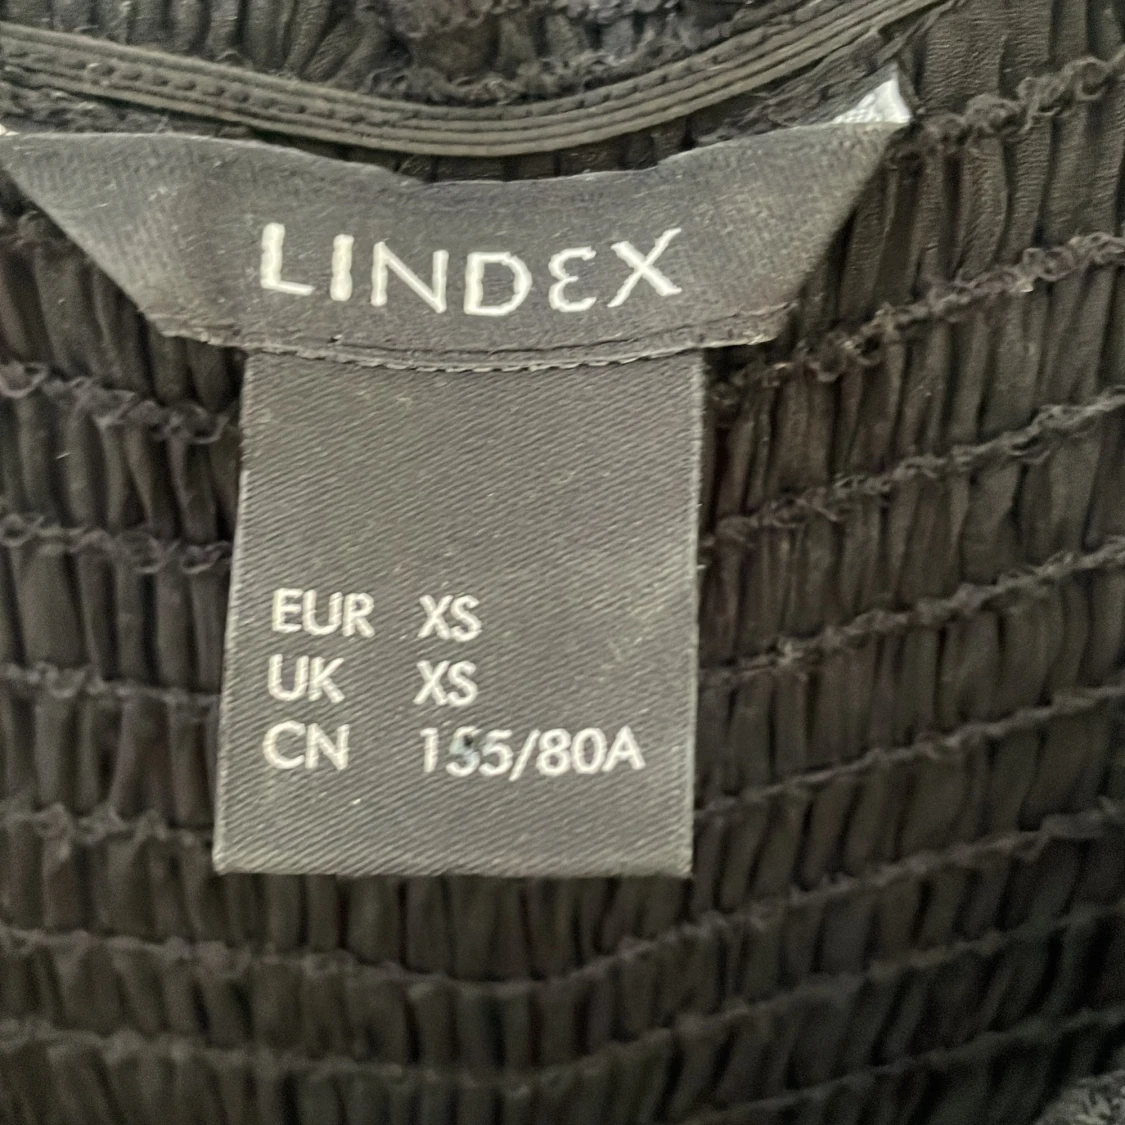 LINDEX
EUR XS
UK XS
CN 155/80A